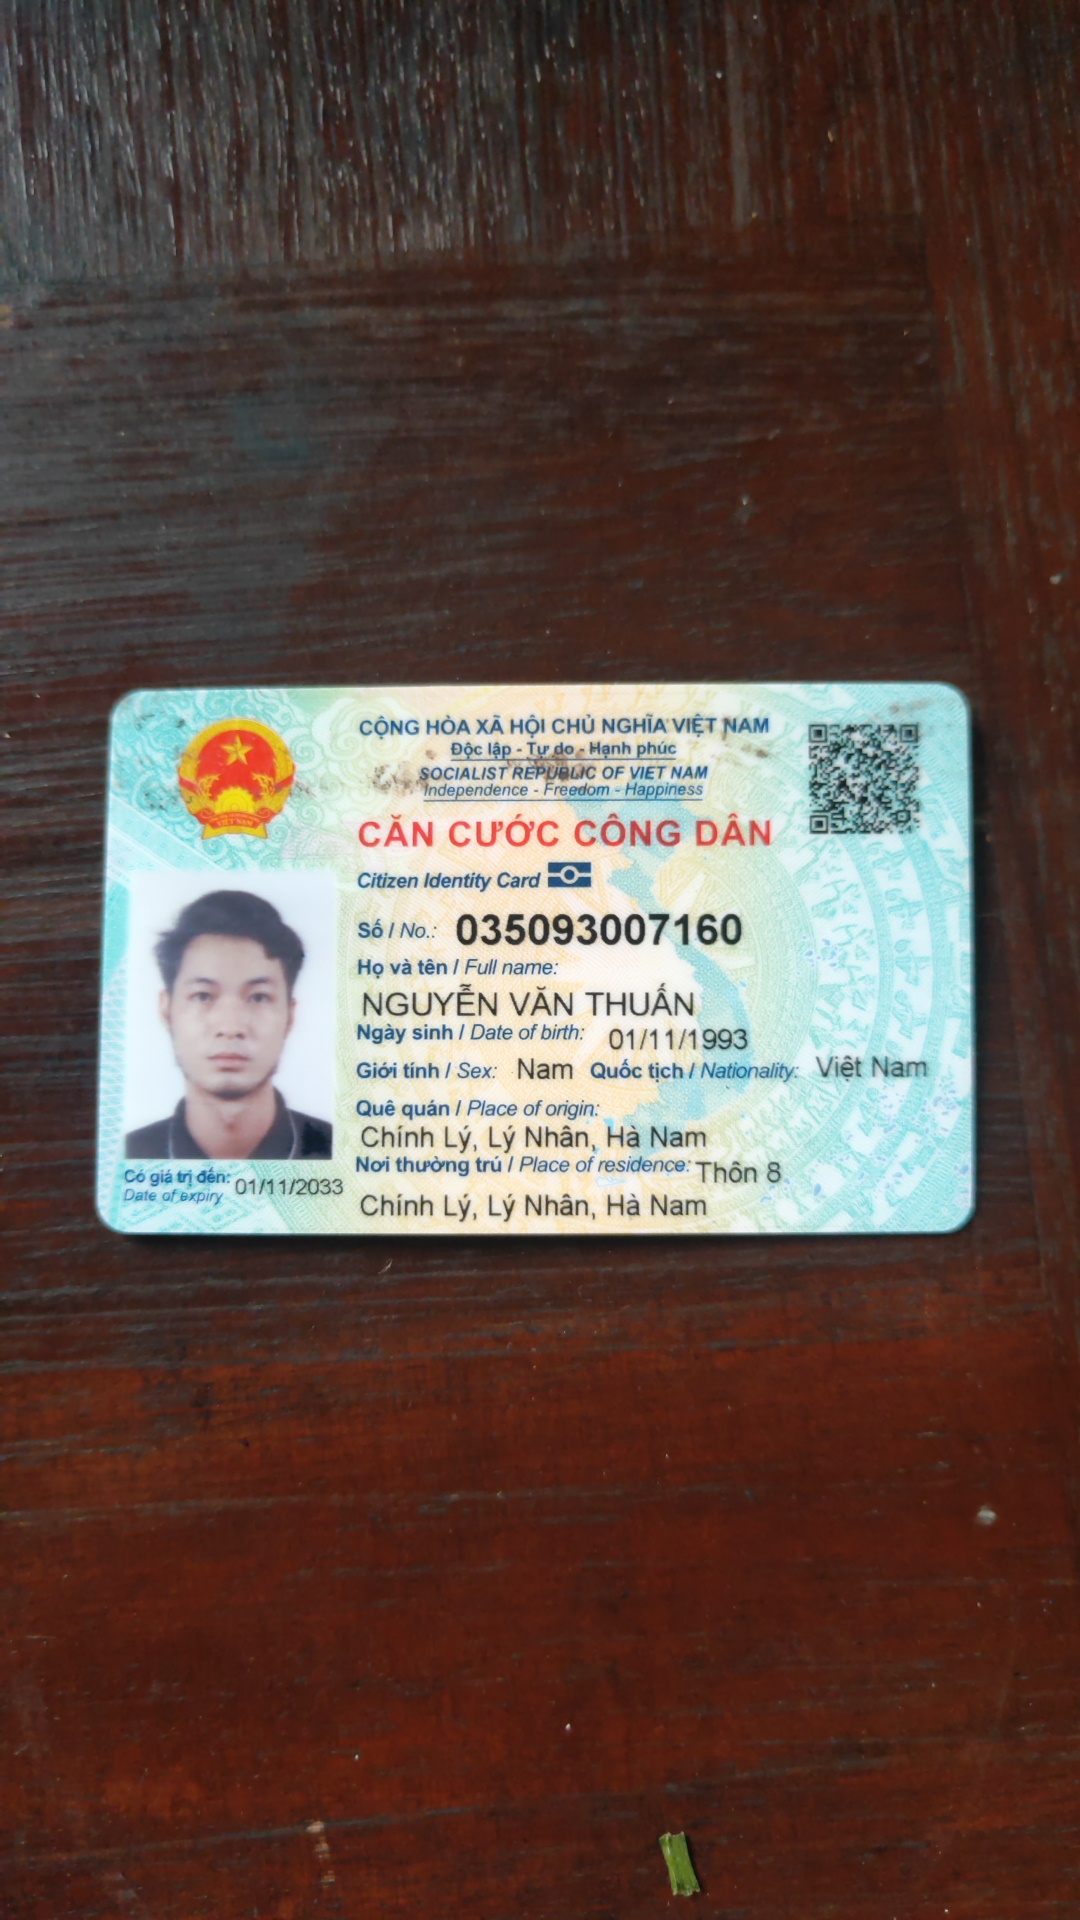 CỘNG HÒA XÃ HỘI CHỦ NGHĨA VIỆT NAM
Độc lập - Tự do - Hạnh phúc
SOCIALIST REPUBLIC OF VIET NAM
Independence - Freedom - Happiness
CĂN CƯỚC CÔNG DÂN
Citizen Identity Card
Số / No.: 035093007160
Họ và tên / Full name:
NGUYỄN VĂN THUẤN
Ngày sinh / Date of birth: 01/11/1993
Giới tính / Sex: Nam Quốc tịch / Nationality: Việt Nam
Quê quán / Place of origin:
Chính Lý, Lý Nhân, Hà Nam
Nơi thường trú / Place of residence: Thôn 8
Chính Lý, Lý Nhân, Hà Nam
Có giá trị đến: 01/11/2033
Date of expiry
VIỆT NAM